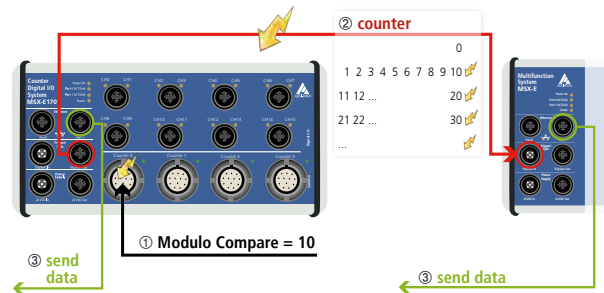 ② counter
0
1 2 3 4 5 6 7 8 9 10
11 12 ... 20
21 22 ... 30
...
Counter
Digital I/O
System
MSX-E170
Multifunction
System
MSX-E
CH0 CH1 CH2 CH3 CH4 CH5 CH6 CH7
CH8 CH9 CH10 CH11 CH12 CH13 CH14 CH15
Counter 0 Counter 1 Counter 2 Counter 3
① Modulo Compare = 10
③ send
data
③ send data